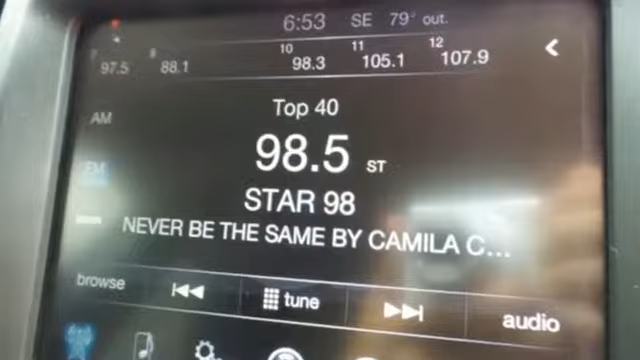 6:53 SE 79° out.
7 8 10 11 12
97.5 88.1 98.3 105.1 107.9
Top 40
AM
98.5 ST
FM
STAR 98
NEVER BE THE SAME BY CAMILA C...
browse tune audio